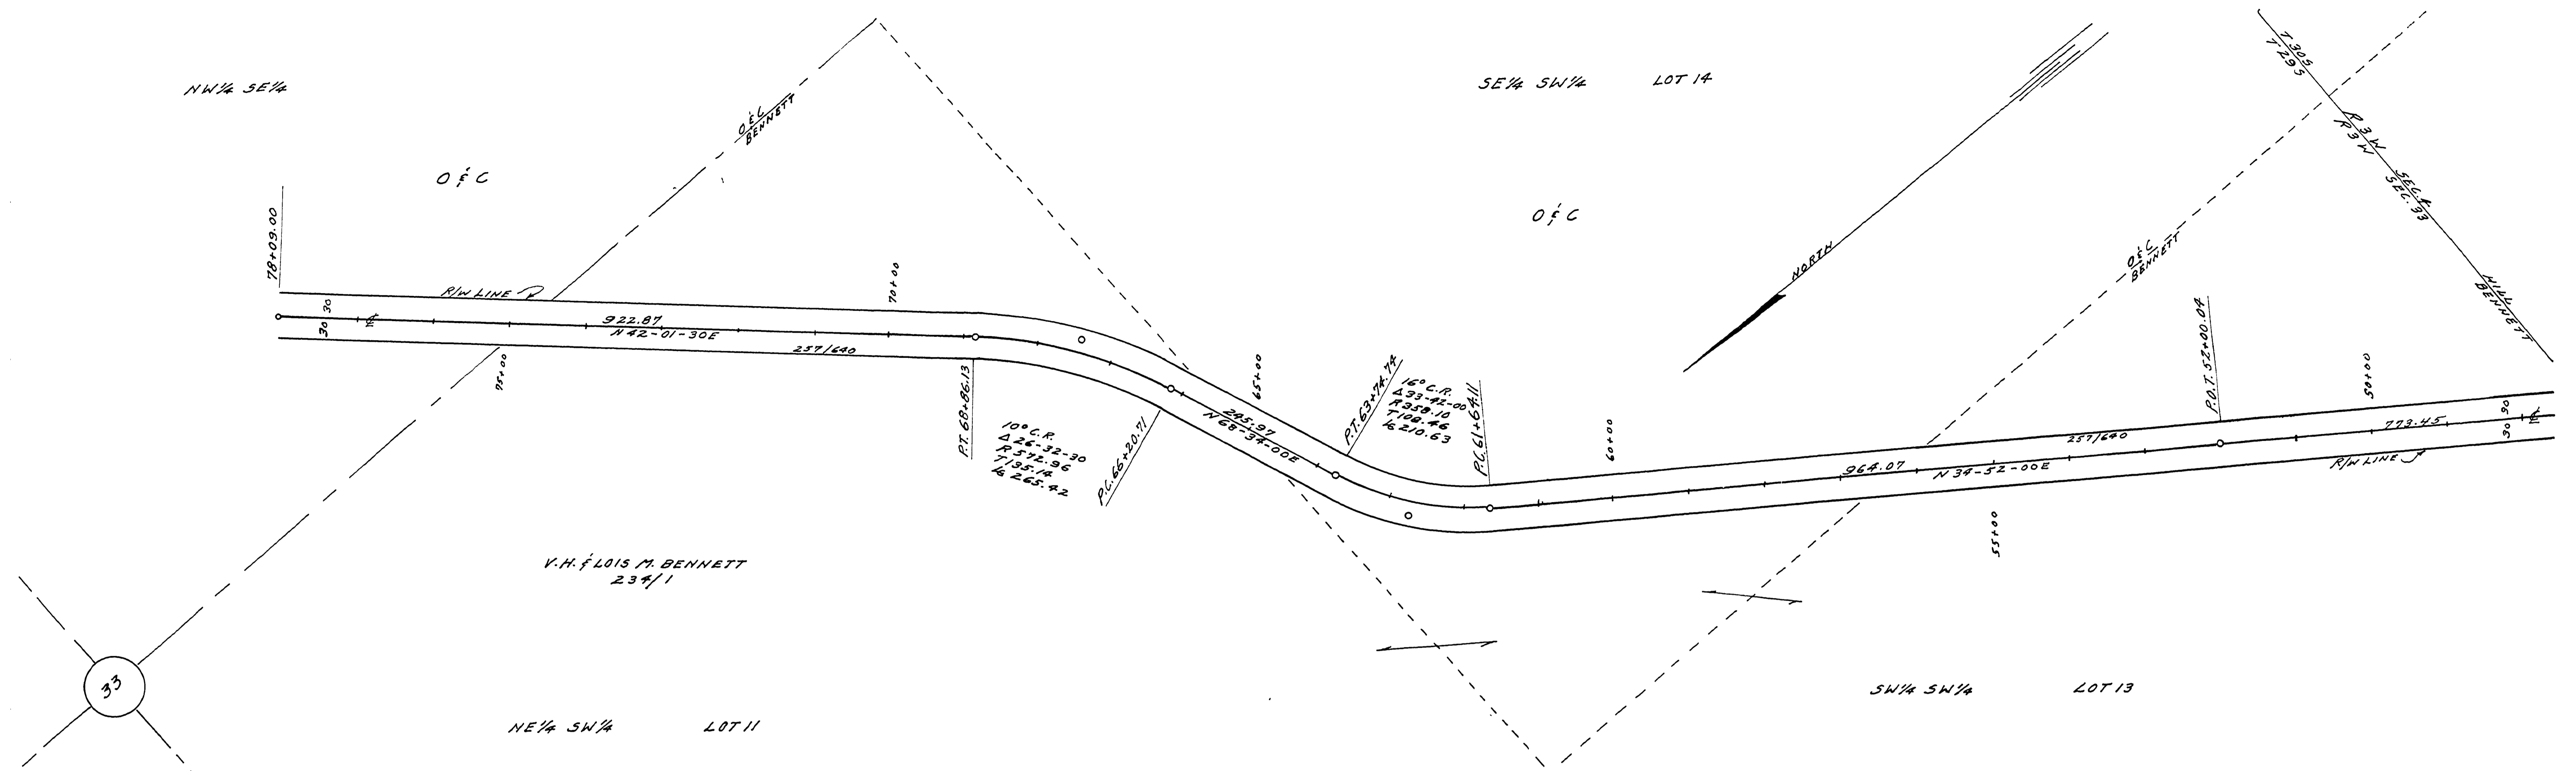 NW¼ SE¼
O & C
O & C
BENNETT
78+09.00
R/W LINE
30
30
℄
922.87
N 42-01-30E
257/640
75+00
70+00
P.T. 68+86.13
10° C.R.
Δ 26-32-30
R 572.96
T 135.14
Lc 265.42
P.C. 66+20.71
245.97
N 68-34-00E
65+00
P.T. 63+74.74
16° C.R.
Δ 33-42-00
R 358.10
T 108.46
Lc 210.63
P.C. 61+64.11
60+00
SE¼ SW¼ LOT 14
O & C
NORTH
964.07
N 34-52-00E
55+00
257/640
P.O.T. 52+00.04
O & C
BENNETT
50+00
773.45
R/W LINE
30
30
℄
T 30S
T 29S
R 3 W
R 3 W
SEC. 4
SEC. 33
HILL
BENNETT
V.H. & LOIS M. BENNETT
234/1
33
NE¼ SW¼ LOT 11
SW¼ SW¼ LOT 13